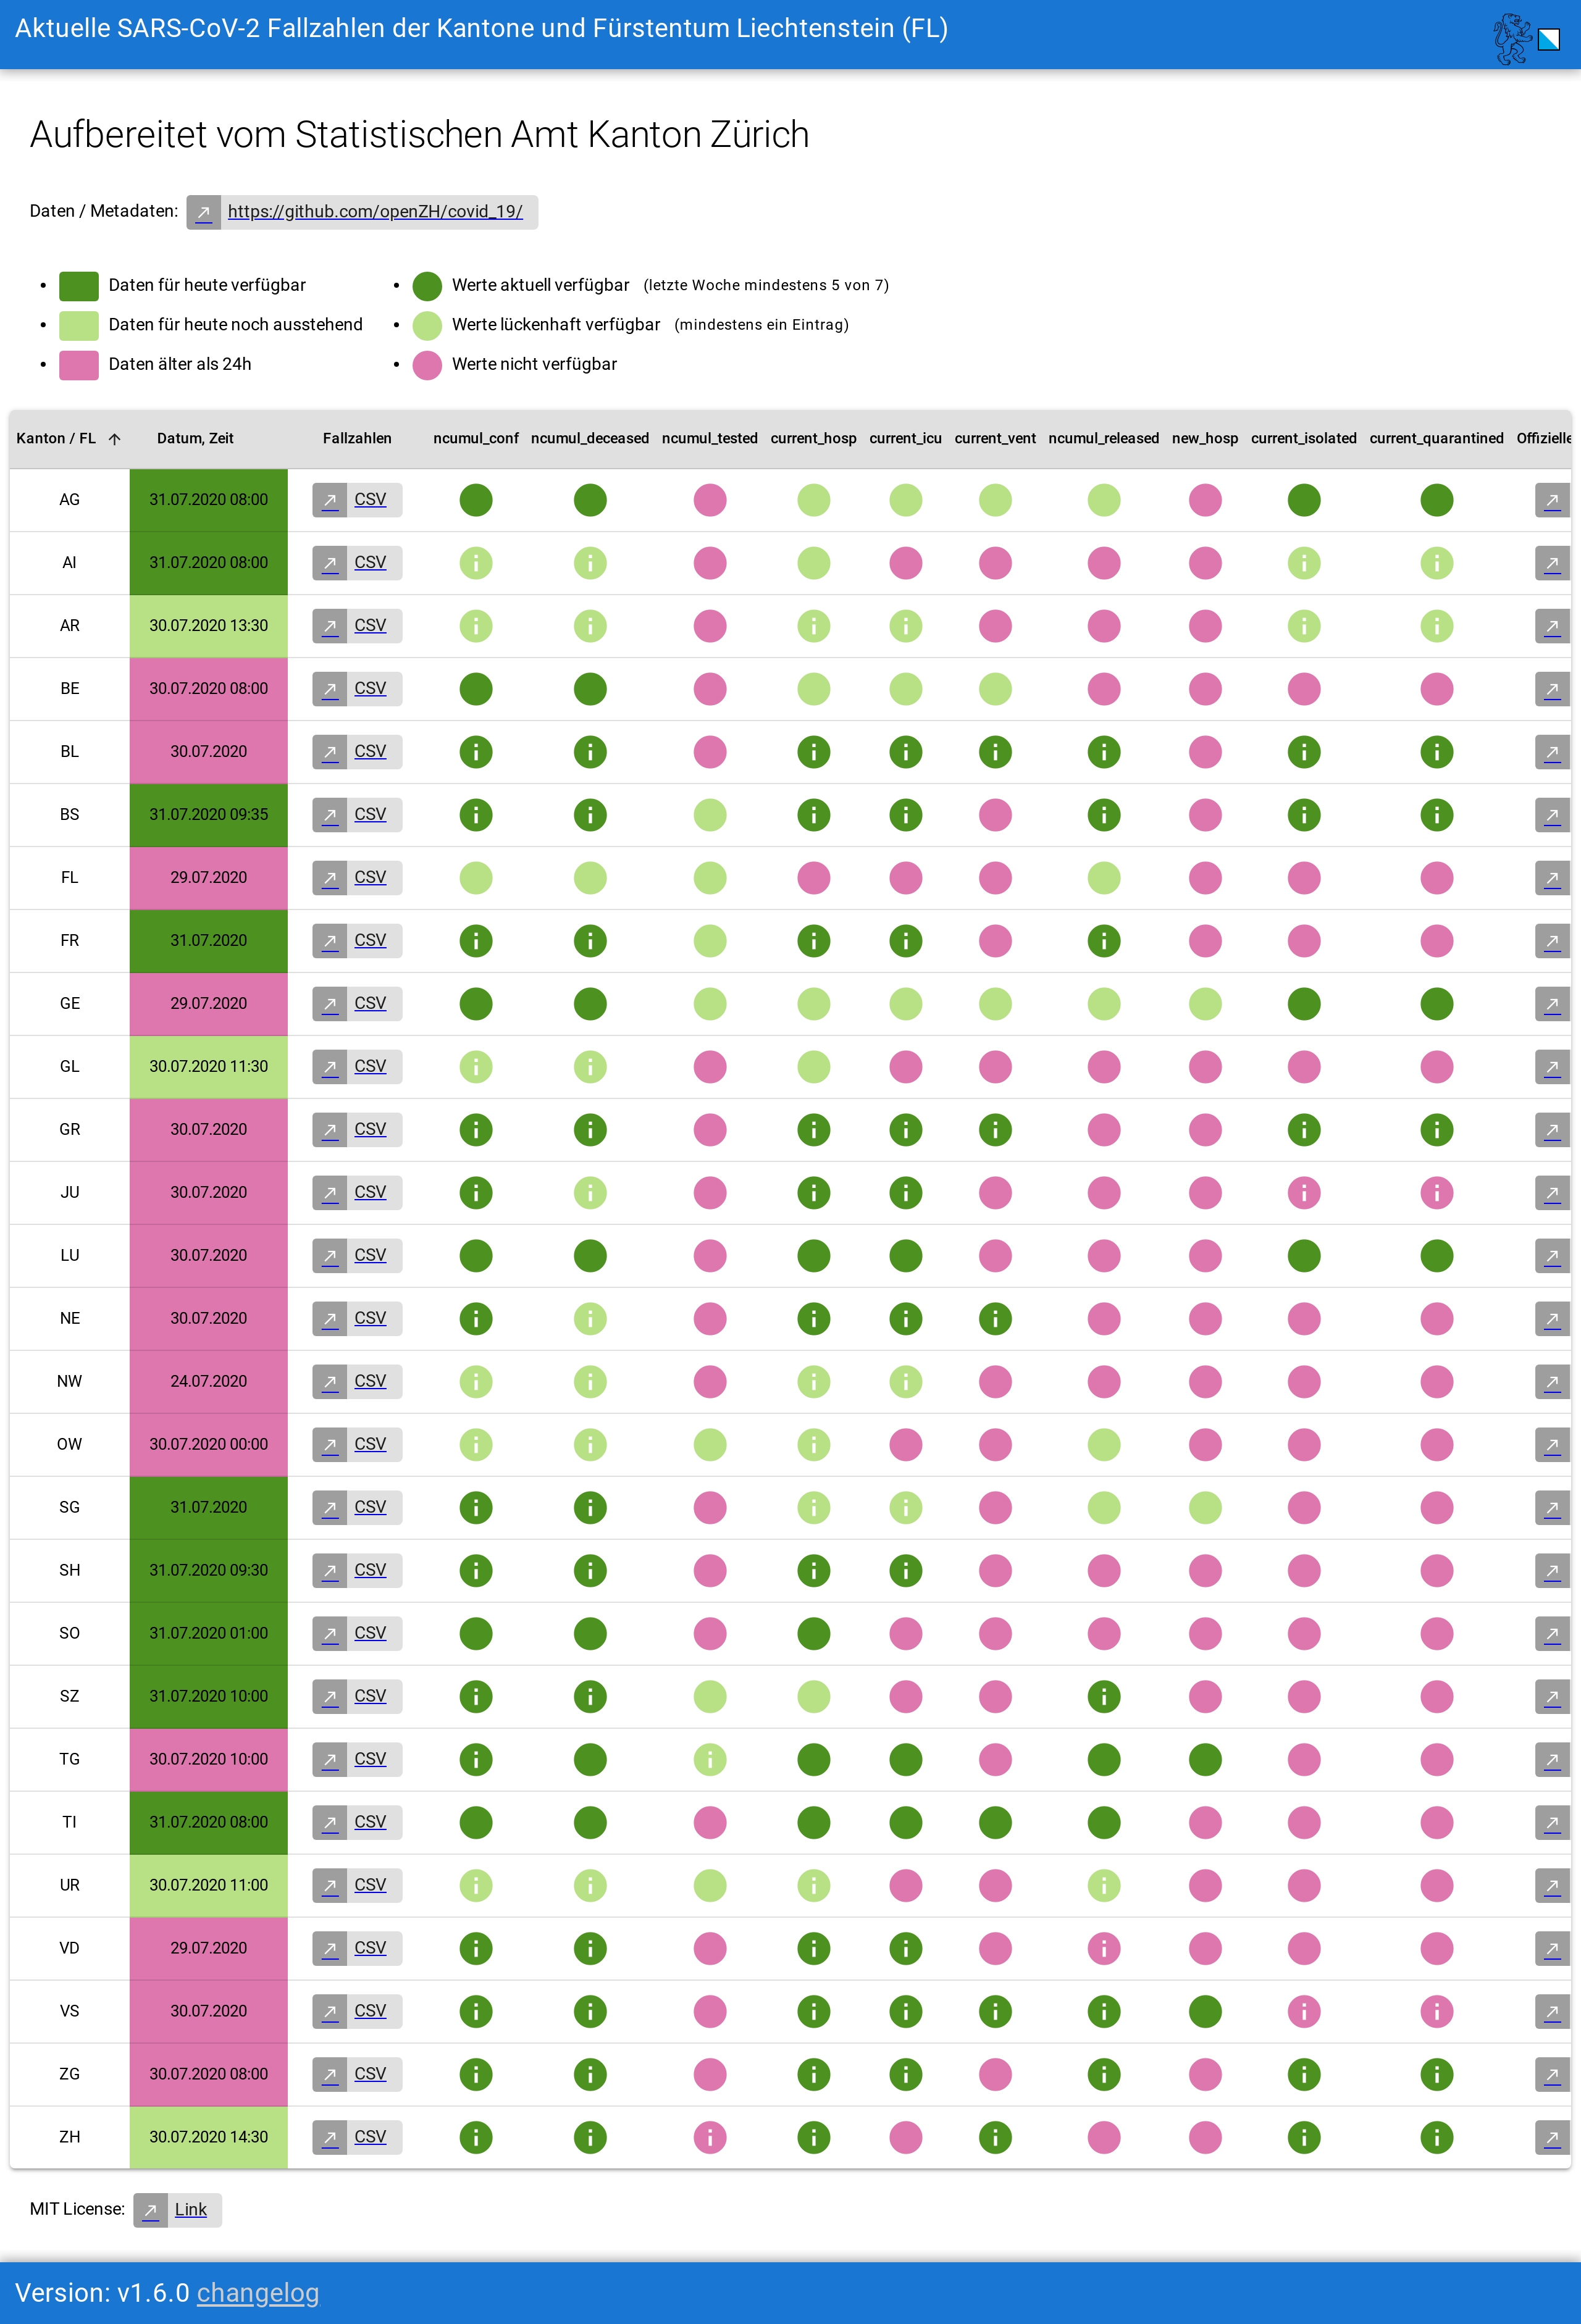 Aktuelle SARS-CoV-2 Fallzahlen der Kantone und Fürstentum Liechtenstein (FL)
Aufbereitet vom Statistischen Amt Kanton Zürich
Daten / Metadaten: https://github.com/openZH/covid_19/
Daten für heute verfügbar
Daten für heute noch ausstehend
Daten älter als 24h
Werte aktuell verfügbar (letzte Woche mindestens 5 von 7)
Werte lückenhaft verfügbar (mindestens ein Eintrag)
Werte nicht verfügbar
Kanton / FL Datum, Zeit Fallzahlen ncumul_conf ncumul_deceased ncumul_tested current_hosp current_icu current_vent ncumul_released new_hosp current_isolated current_quarantined Offizielle
AG 31.07.2020 08:00 CSV
AI 31.07.2020 08:00 CSV
AR 30.07.2020 13:30 CSV
BE 30.07.2020 08:00 CSV
BL 30.07.2020 CSV
BS 31.07.2020 09:35 CSV
FL 29.07.2020 CSV
FR 31.07.2020 CSV
GE 29.07.2020 CSV
GL 30.07.2020 11:30 CSV
GR 30.07.2020 CSV
JU 30.07.2020 CSV
LU 30.07.2020 CSV
NE 30.07.2020 CSV
NW 24.07.2020 CSV
OW 30.07.2020 00:00 CSV
SG 31.07.2020 CSV
SH 31.07.2020 09:30 CSV
SO 31.07.2020 01:00 CSV
SZ 31.07.2020 10:00 CSV
TG 30.07.2020 10:00 CSV
TI 31.07.2020 08:00 CSV
UR 30.07.2020 11:00 CSV
VD 29.07.2020 CSV
VS 30.07.2020 CSV
ZG 30.07.2020 08:00 CSV
ZH 30.07.2020 14:30 CSV
MIT License: Link
Version: v1.6.0 changelog